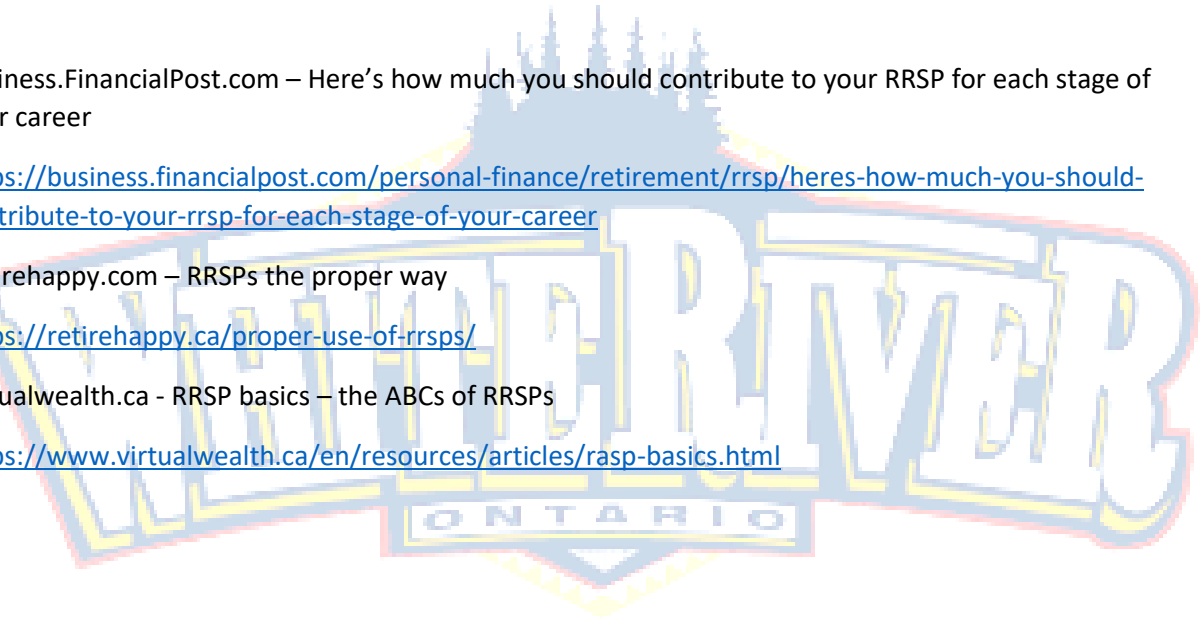 iness.FinancialPost.com – Here's how much you should contribute to your RRSP for each stage of
r career
ps://business.financialpost.com/personal-finance/retirement/rrsp/heres-how-much-you-should-
tribute-to-your-rrsp-for-each-stage-of-your-career
rehappy.com – RRSPs the proper way
ps://retirehappy.ca/proper-use-of-rrsps/
ualwealth.ca - RRSP basics – the ABCs of RRSPs
ps://www.virtualwealth.ca/en/resources/articles/rasp-basics.html
WHITE RIVER
ONTARIO